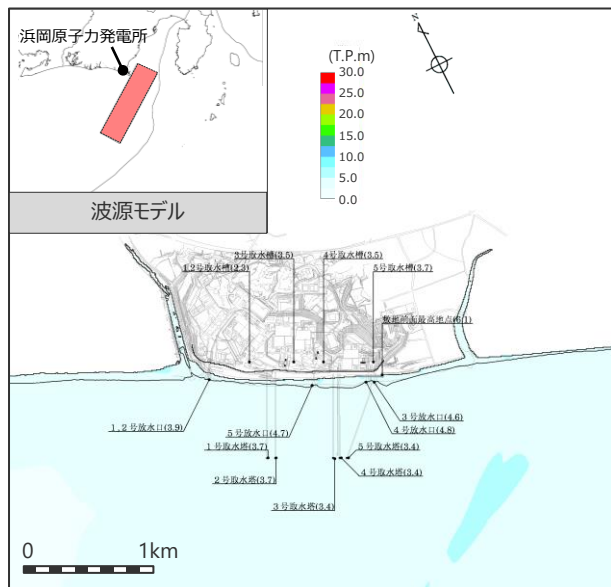 浜岡原子力発電所
波源モデル
(T.P.m)
30.0
25.0
20.0
15.0
10.0
5.0
0.0
3号取水槽(3.5)
4号取水槽(3.5)
1,2号取水槽(2.3)
5号取水槽(3.7)
3号放水口(4.6)
4号放水口(4.8)
1,2号放水口(3.9)
5号放水口(4.7)
1号取水塔(3.7)
5号取水塔(3.4)
4号取水塔(3.4)
2号取水塔(3.7)
3号取水塔(3.4)
0
1km